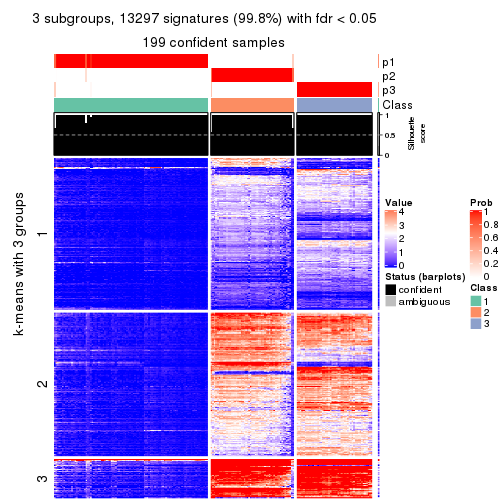 3 subgroups, 13297 signatures (99.8%) with fdr < 0.05
199 confident samples
p1
p2
p3
Class
1
0.5
0
Silhouette
score
k-means with 3 groups
1
2
3
Value
4
3
2
1
0
Status (barplots)
confident
ambiguous
Prob
1
0.8
0.6
0.4
0.2
0
Class
1
2
3